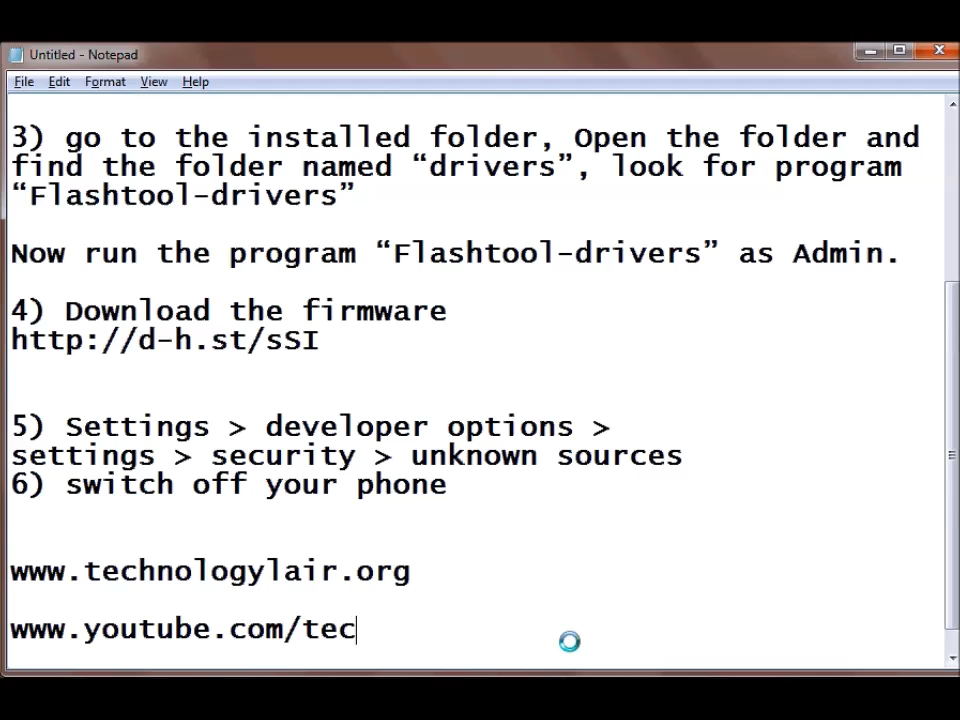 Untitled - Notepad
File Edit Format View Help
3) go to the installed folder, Open the folder and
find the folder named “drivers”, look for program
“Flashtool-drivers”
Now run the program “Flashtool-drivers” as Admin.
4) Download the firmware
http://d-h.st/sSI
5) Settings > developer options >
settings > security > unknown sources
6) switch off your phone
www.technologylair.org
www.youtube.com/tec